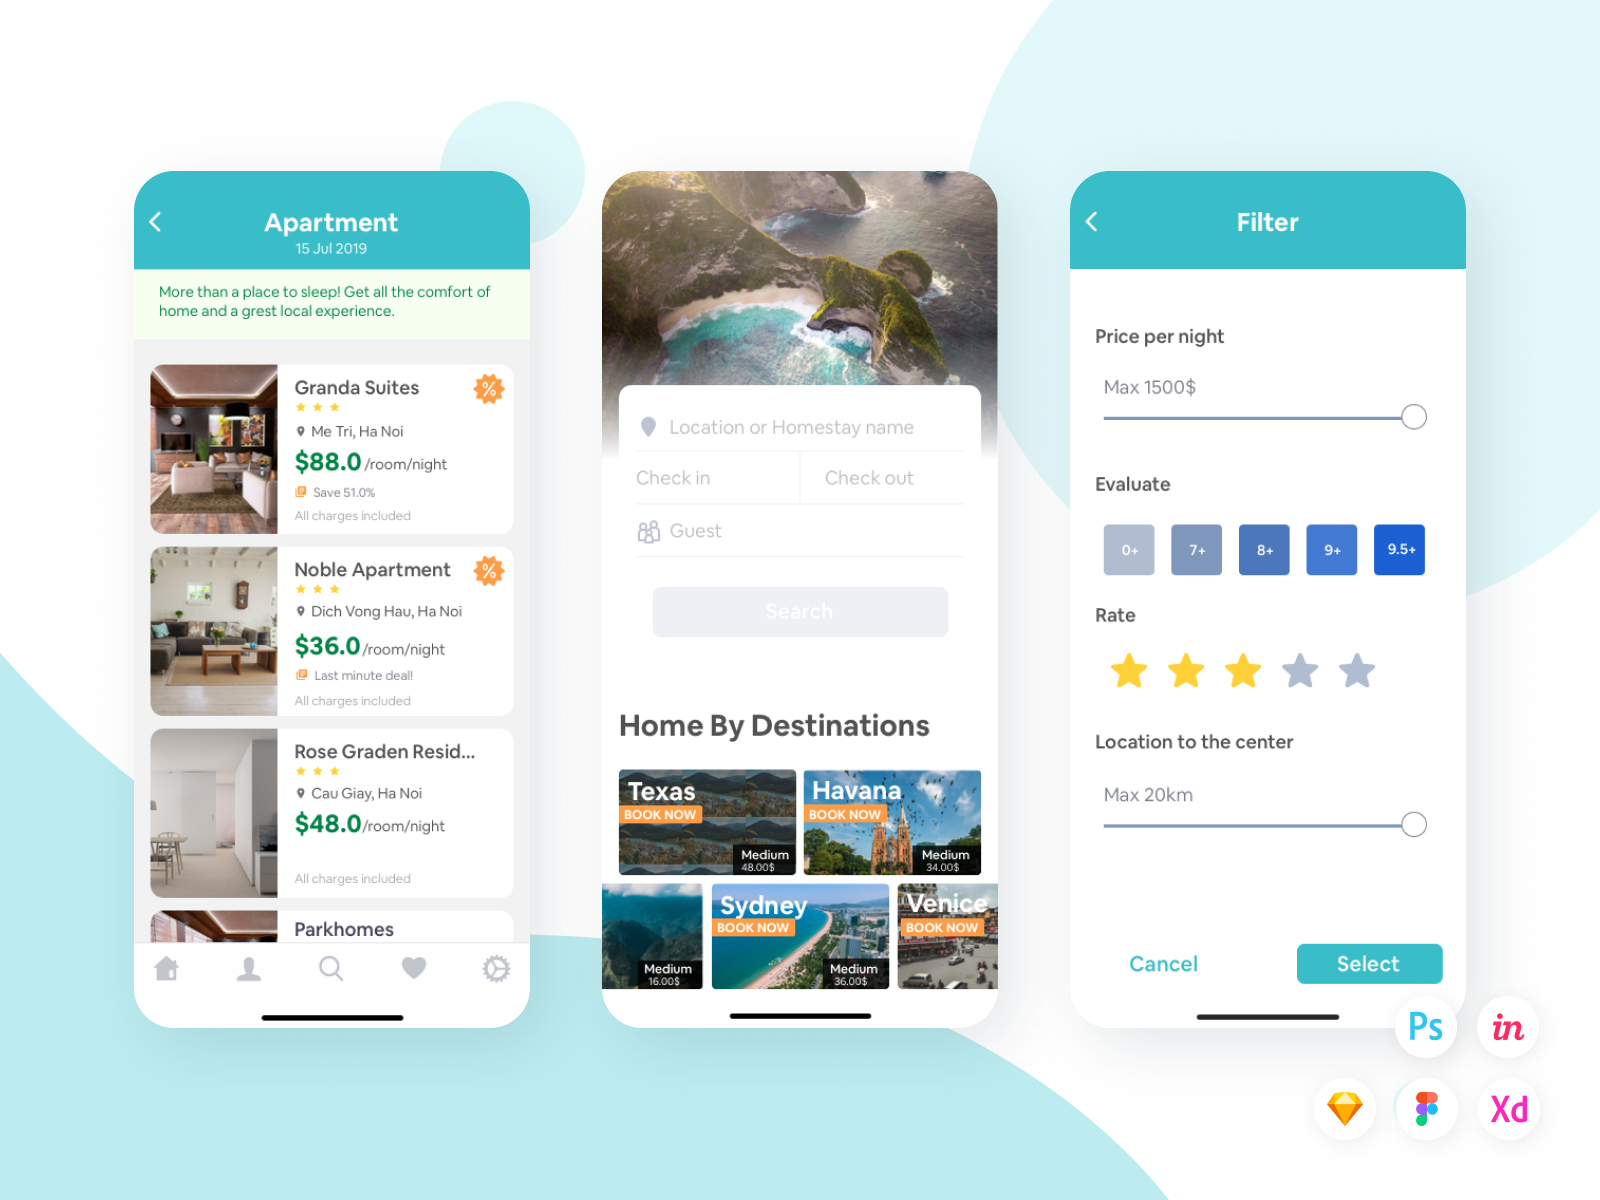 Apartment
15 Jul 2019
More than a place to sleep! Get all the comfort of
home and a grest local experience.
Granda Suites
Me Tri, Ha Noi
$88.0 /room/night
Save 51.0%
All charges included
Noble Apartment
Dich Vong Hau, Ha Noi
$36.0 /room/night
Last minute deal!
All charges included
Rose Graden Resid...
Cau Giay, Ha Noi
$48.0 /room/night
All charges included
Parkhomes
Location or Homestay name
Check in
Check out
Guest
Search
Home By Destinations
Texas
BOOK NOW
Medium
48.00$
Havana
BOOK NOW
Medium
34.00$
Medium
16.00$
Sydney
BOOK NOW
Medium
36.00$
Venice
BOOK NOW
Filter
Price per night
Max 1500$
Evaluate
0+ 7+ 8+ 9+ 9.5+
Rate
Location to the center
Max 20km
Cancel
Select
Ps
in
Xd